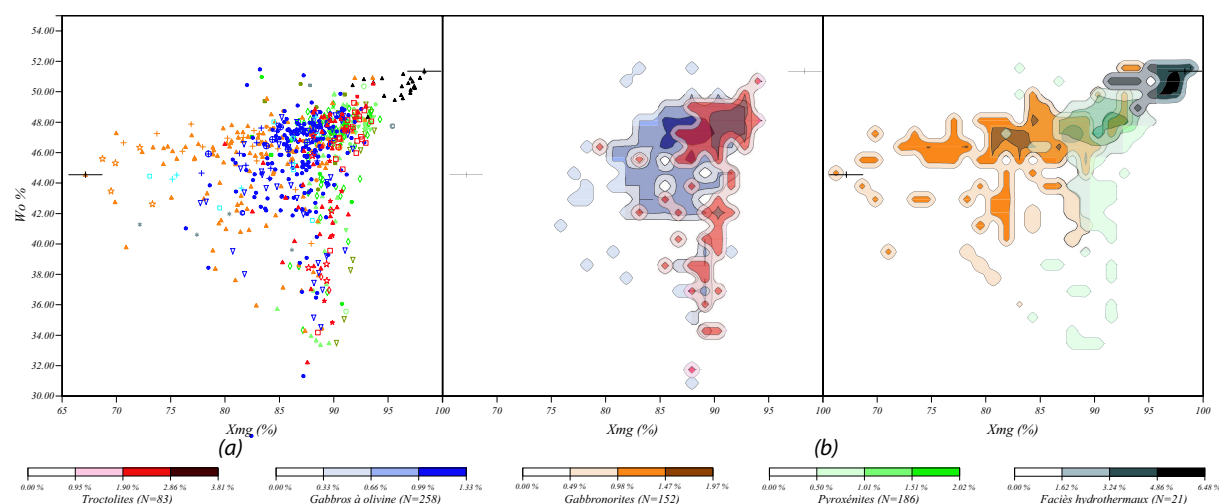 Wo %
54.00
52.00
50.00
48.00
46.00
44.00
42.00
40.00
38.00
36.00
34.00
32.00
30.00
65 70 75 80 85 90 95 100
70 75 80 85 90 95
100 70 75 80 85 90 95 100
Xmg (%) Xmg (%) Xmg (%)
(a) (b)
0.00 % 0.95 % 1.90 % 2.86 % 3.81 %
Troctolites (N=83)
0.00 % 0.33 % 0.66 % 0.99 % 1.33 %
Gabbros à olivine (N=258)
0.00 % 0.49 % 0.98 % 1.47 % 1.97 %
Gabbronorites (N=152)
0.00 % 0.50 % 1.01 % 1.51 % 2.02 %
Pyroxénites (N=186)
0.00 % 1.62 % 3.24 % 4.86 % 6.48 %
Faciès hydrothermaux (N=21)